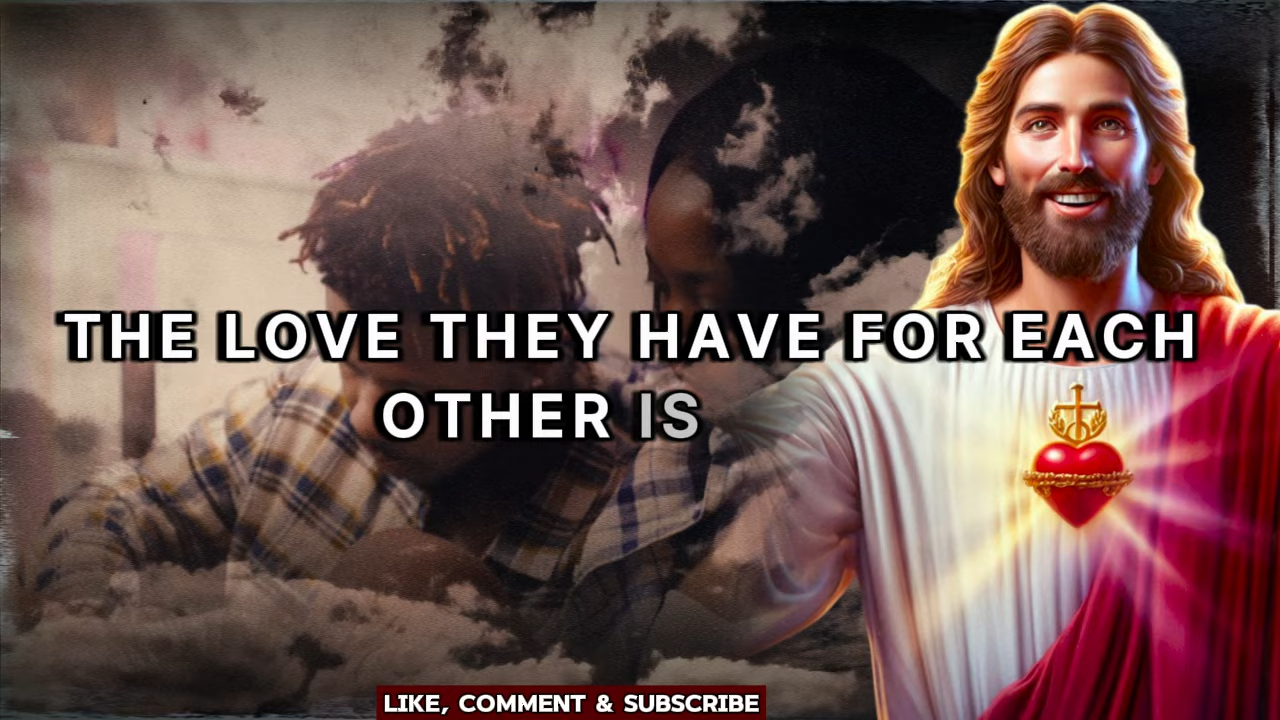 THE LOVE THEY HAVE FOR EACH
OTHER IS
LIKE, COMMENT & SUBSCRIBE